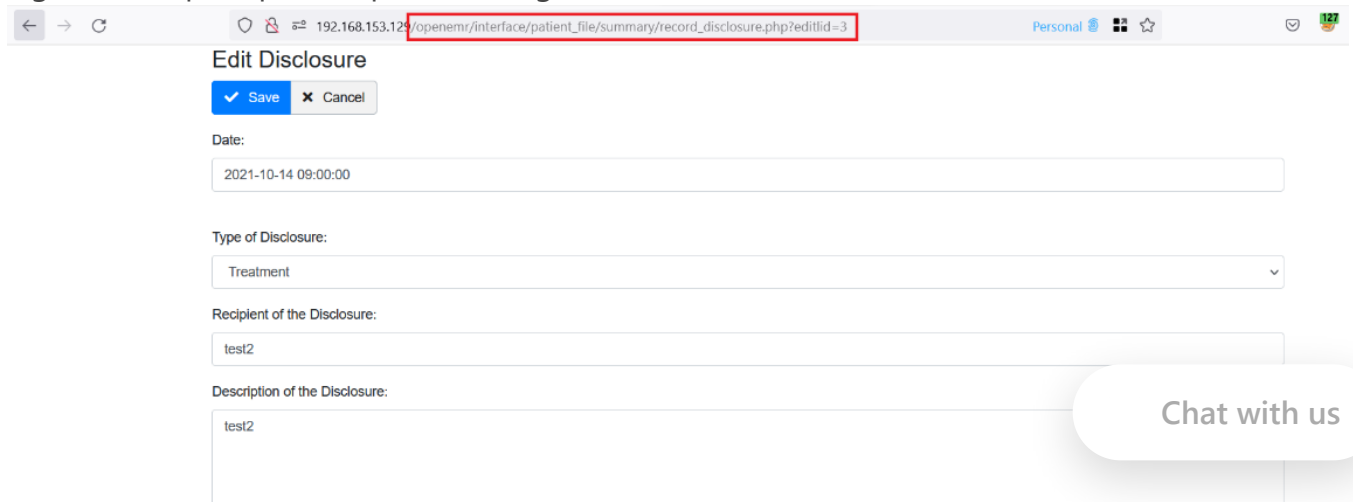 192.168.153.129/openemr/interface/patient_file/summary/record_disclosure.php?editlid=3 Personal 127
Edit Disclosure
Save Cancel
Date:
2021-10-14 09:00:00
Type of Disclosure:
Treatment
Recipient of the Disclosure:
test2
Description of the Disclosure:
test2
Chat with us